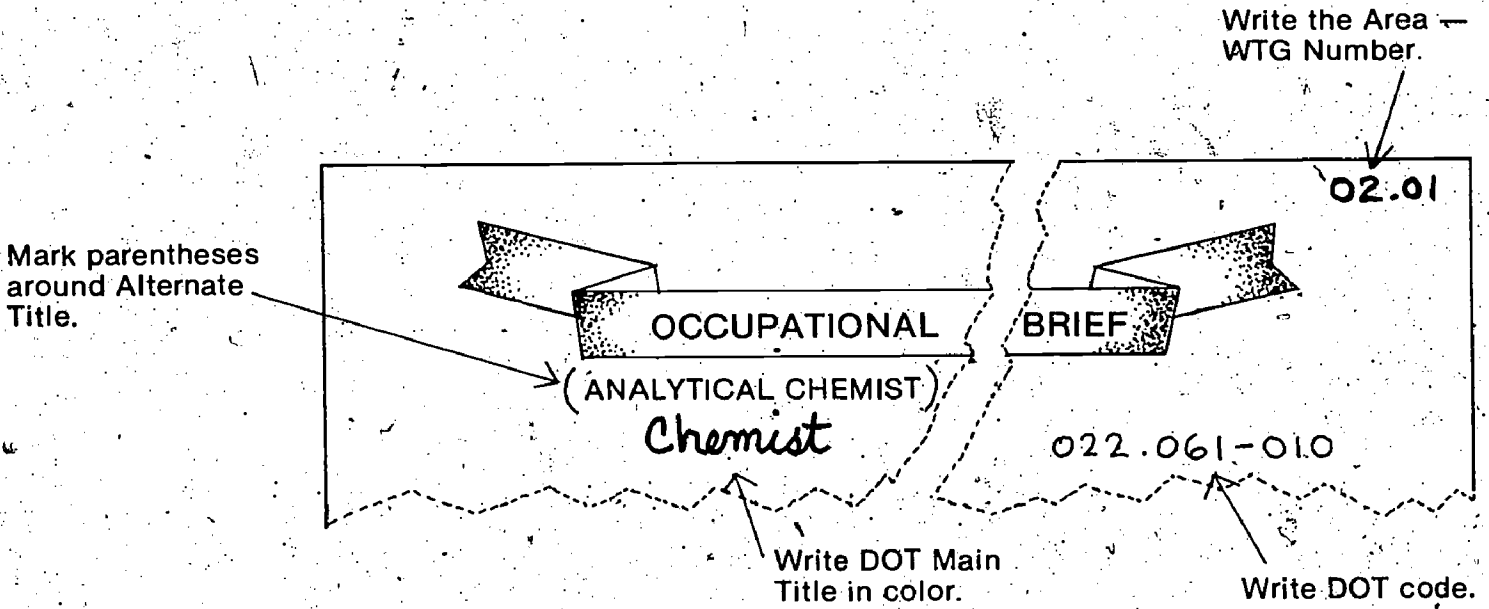 Write the Area —
WTG Number.
02.01
Mark parentheses
around Alternate
Title.
OCCUPATIONAL BRIEF
(ANALYTICAL CHEMIST)
Chemist
022.061-010
Write DOT Main
Title in color.
Write DOT code.